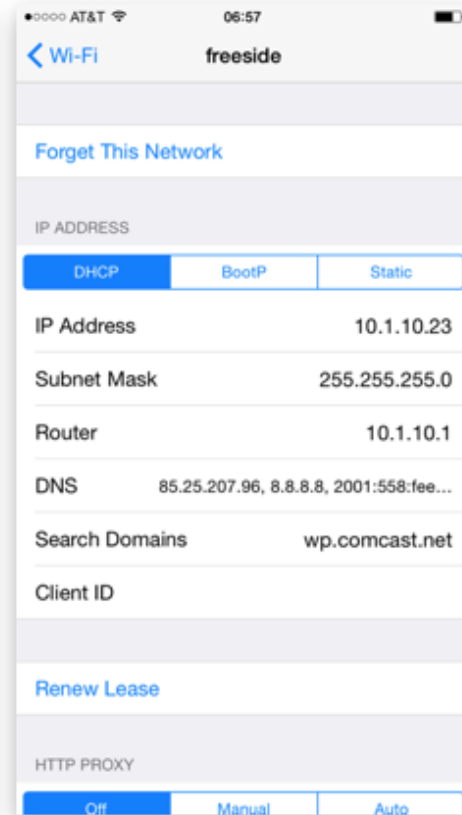 AT&T 06:57
Wi-Fi freeside
Forget This Network
IP ADDRESS
DHCP BootP Static
IP Address 10.1.10.23
Subnet Mask 255.255.255.0
Router 10.1.10.1
DNS 85.25.207.96, 8.8.8.8, 2001:558:fee...
Search Domains wp.comcast.net
Client ID
Renew Lease
HTTP PROXY
Off Manual Auto